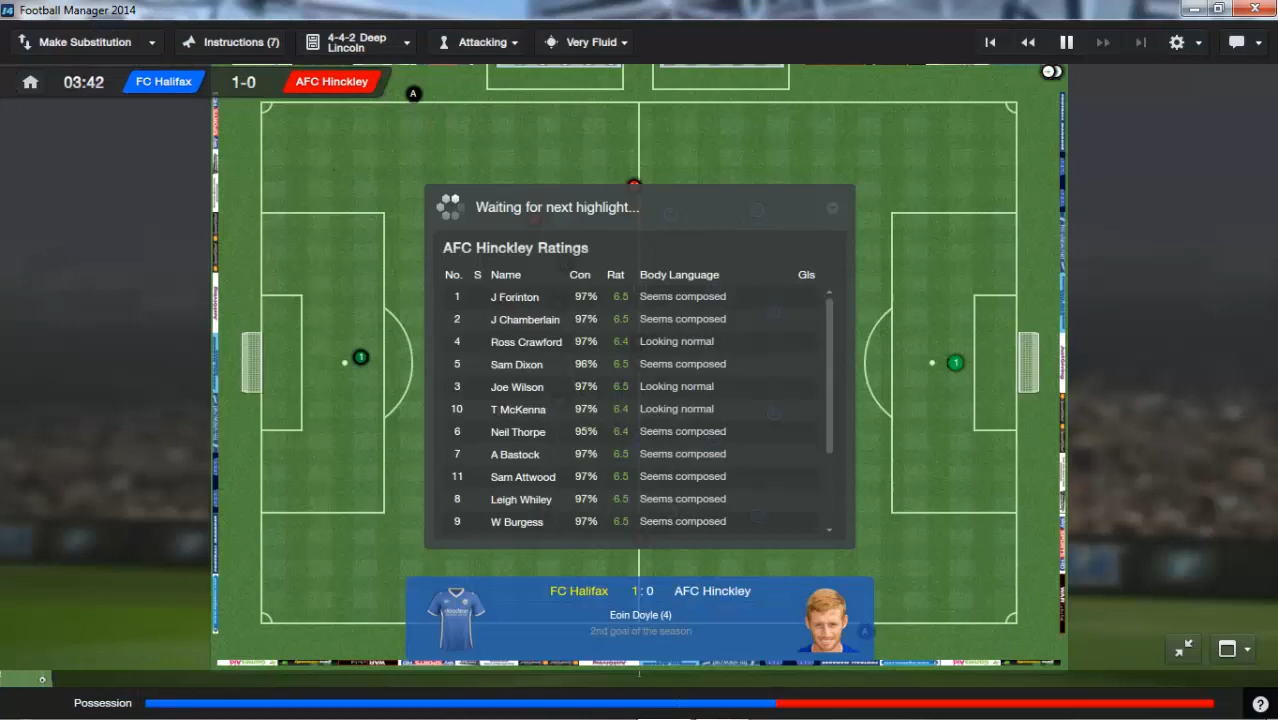 Football Manager 2014
Make Substitution
Instructions (7)
4-4-2 Deep
Lincoln
Attacking
Very Fluid
03:42
FC Halifax
1-0
AFC Hinckley
A
Waiting for next highlight...
AFC Hinckley Ratings
No. S Name Con Rat Body Language Gls
1 J Forinton 97% 6.5 Seems composed
2 J Chamberlain 97% 6.5 Seems composed
4 Ross Crawford 97% 6.4 Looking normal
5 Sam Dixon 96% 6.5 Seems composed
3 Joe Wilson 97% 6.5 Looking normal
10 T McKenna 97% 6.4 Looking normal
6 Neil Thorpe 95% 6.4 Seems composed
7 A Bastock 97% 6.5 Seems composed
11 Sam Attwood 97% 6.5 Seems composed
8 Leigh Whiley 97% 6.5 Seems composed
9 W Burgess 97% 6.5 Seems composed
1
1
FC Halifax 1 : 0 AFC Hinckley
Eoin Doyle (4)
2nd goal of the season
A
Possession
?